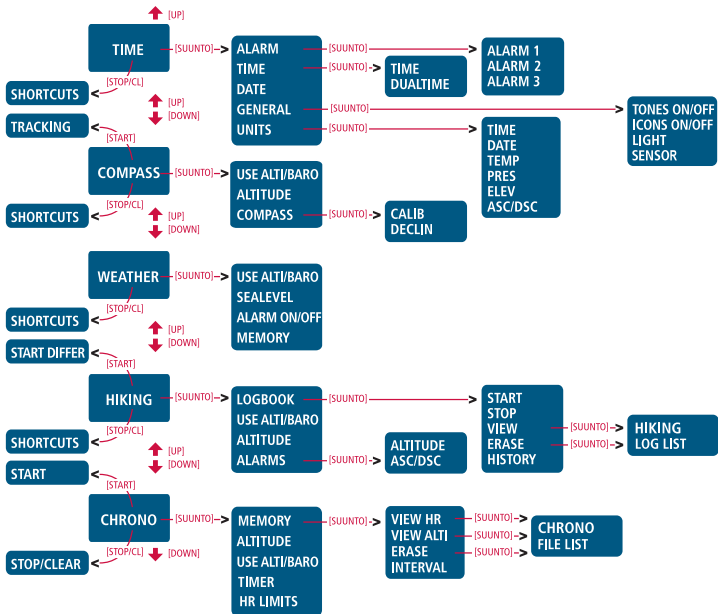 [UP]
TIME
[SUUNTO]
[STOP/CL]
SHORTCUTS
ALARM
TIME
DATE
GENERAL
UNITS
[SUUNTO]
[SUUNTO]
ALARM 1
ALARM 2
ALARM 3
TIME
DUALTIME
TONES ON/OFF
ICONS ON/OFF
LIGHT
SENSOR
TIME
DATE
TEMP
PRES
ELEV
ASC/DSC
[UP]
[DOWN]
TRACKING
[START]
COMPASS
[SUUNTO]
[STOP/CL]
SHORTCUTS
USE ALTI/BARO
ALTITUDE
COMPASS
[SUUNTO]
CALIB
DECLIN
[UP]
[DOWN]
WEATHER
[SUUNTO]
[STOP/CL]
SHORTCUTS
USE ALTI/BARO
SEALEVEL
ALARM ON/OFF
MEMORY
[UP]
[DOWN]
START DIFFER
[START]
HIKING
[SUUNTO]
[STOP/CL]
SHORTCUTS
LOGBOOK
USE ALTI/BARO
ALTITUDE
ALARMS
[SUUNTO]
[SUUNTO]
ALTITUDE
ASC/DSC
START
STOP
VIEW
ERASE
HISTORY
[SUUNTO]
[SUUNTO]
HIKING
LOG LIST
[UP]
[DOWN]
START
[START]
CHRONO
[SUUNTO]
[STOP/CL]
[DOWN]
STOP/CLEAR
MEMORY
ALTITUDE
USE ALTI/BARO
TIMER
HR LIMITS
[SUUNTO]
VIEW HR
VIEW ALTI
ERASE
INTERVAL
[SUUNTO]
[SUUNTO]
[SUUNTO]
CHRONO
FILE LIST